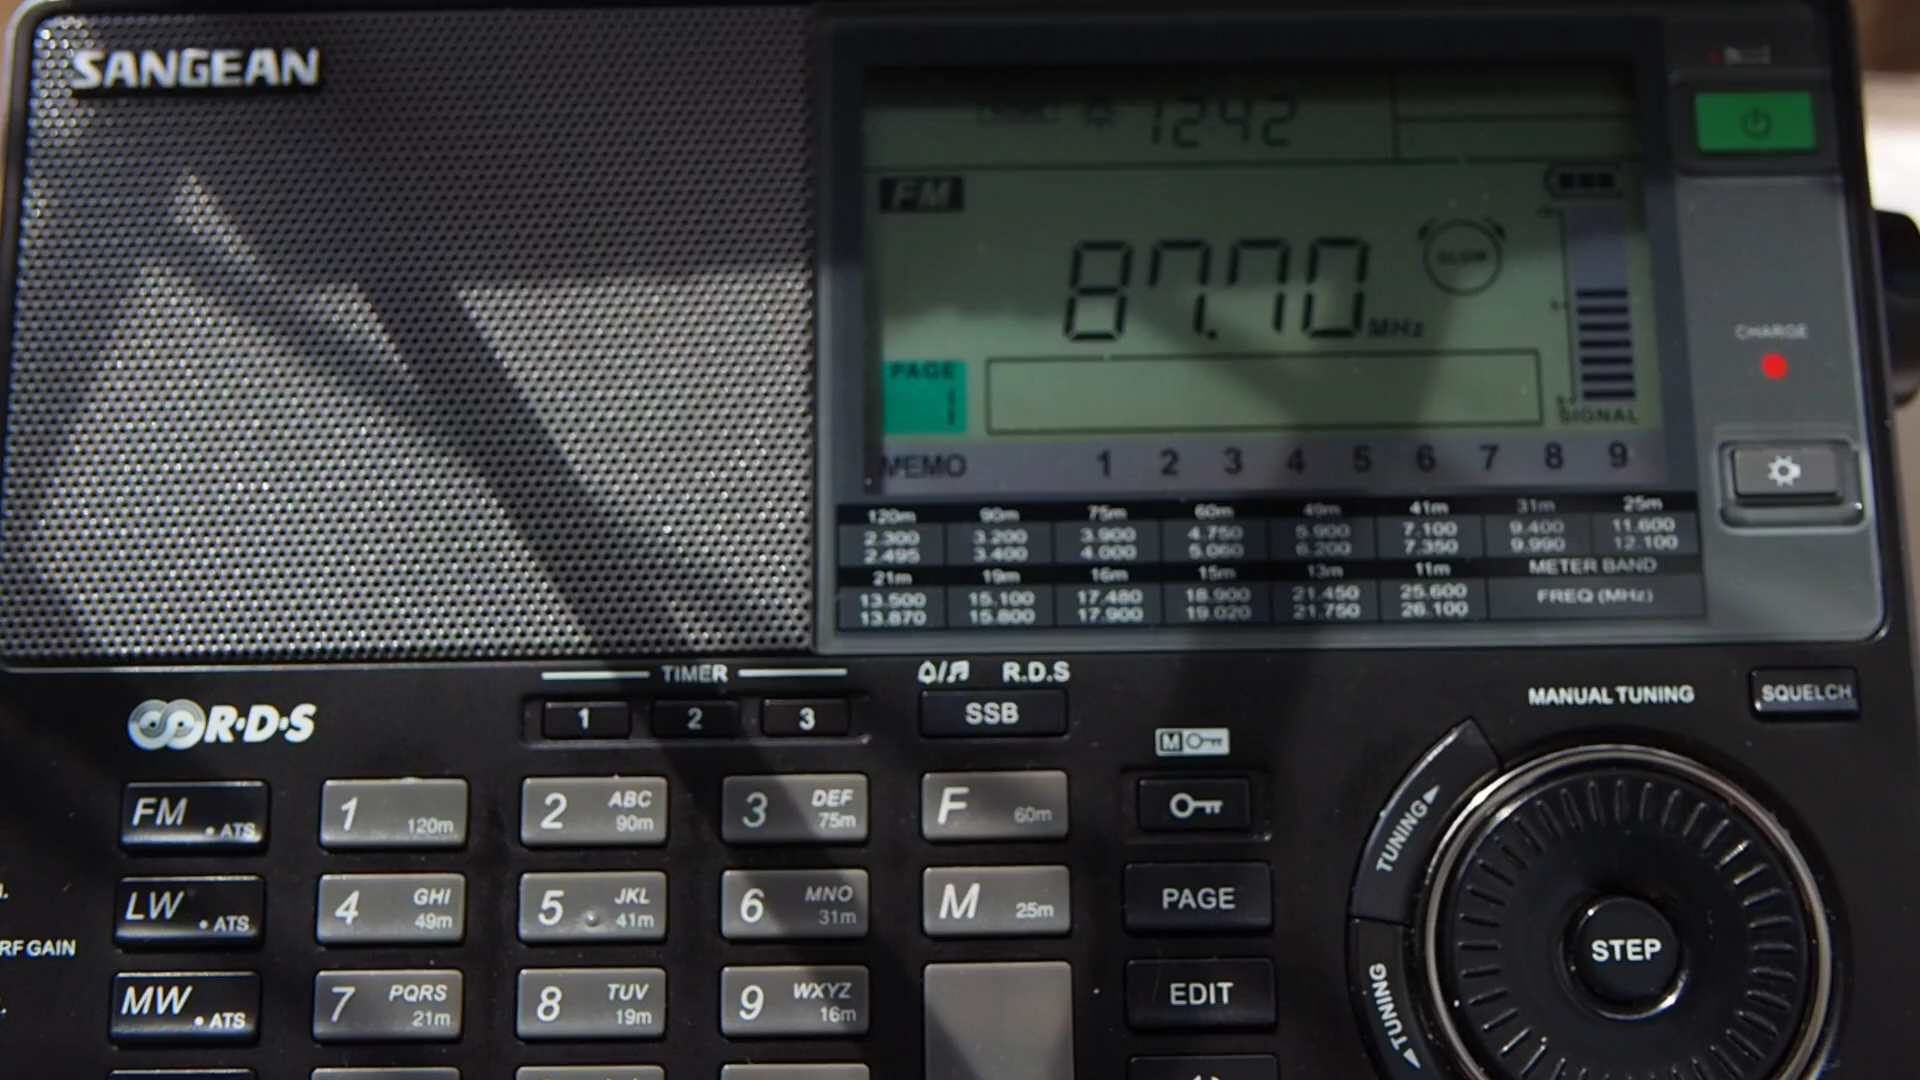 SANGEAN
12:42
FM
87.70 MHz
SLOW
PAGE
1
SIGNAL
CHARGE
MEMO 1 2 3 4 5 6 7 8 9
120m 90m 75m 60m 49m 41m 31m 25m
2.300 3.200 3.900 4.750 5.900 7.100 9.400 11.600
2.495 3.400 4.000 5.060 6.200 7.350 9.990 12.100
21m 19m 16m 15m 13m 11m METER BAND
13.500 15.100 17.480 18.900 21.450 25.600 FREQ (MHz)
13.870 15.800 17.900 19.020 21.750 26.100
TIMER
R.D.S
R·D·S
1 2 3
SSB
MANUAL TUNING
SQUELCH
FM • ATS
1 120m
2 ABC 90m
3 DEF 75m
F 60m
M
TUNING
LW • ATS
4 GHI 49m
5 JKL 41m
6 MNO 31m
M 25m
PAGE
STEP
RF GAIN
MW • ATS
7 PQRS 21m
8 TUV 19m
9 WXYZ 16m
EDIT
TUNING